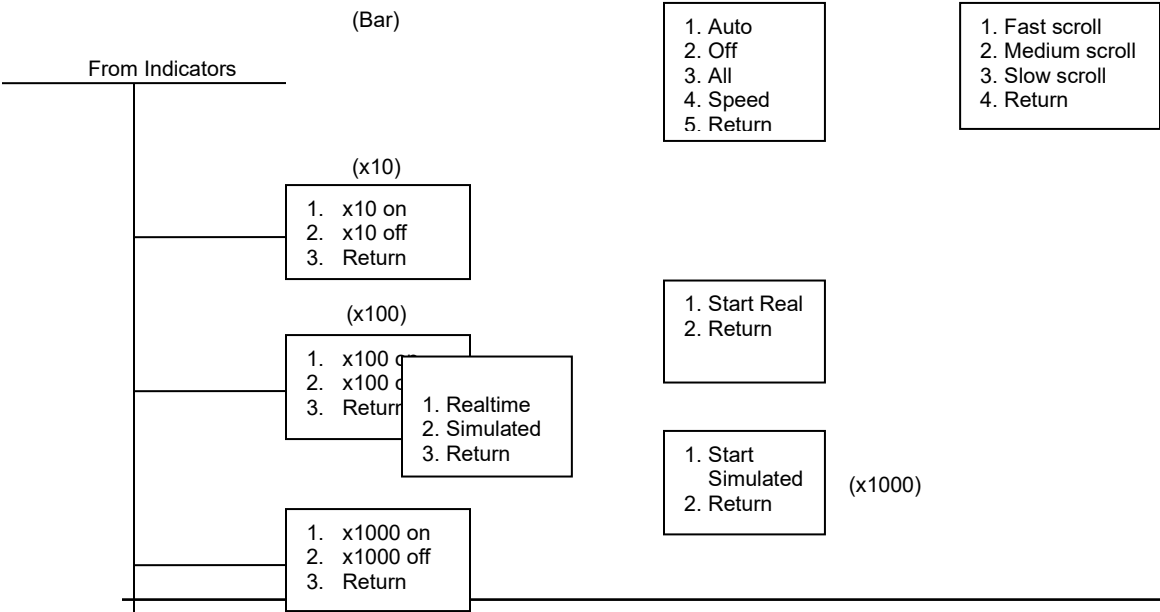 (Bar)
From Indicators
1. Auto
2. Off
3. All
4. Speed
5. Return
1. Fast scroll
2. Medium scroll
3. Slow scroll
4. Return
(x10)
1. x10 on
2. x10 off
3. Return
(x100)
1. x100
2. x100
3. Return
1. Realtime
2. Simulated
3. Return
1. Start Real
2. Return
1. Start
Simulated
2. Return
(x1000)
1. x1000 on
2. x1000 off
3. Return